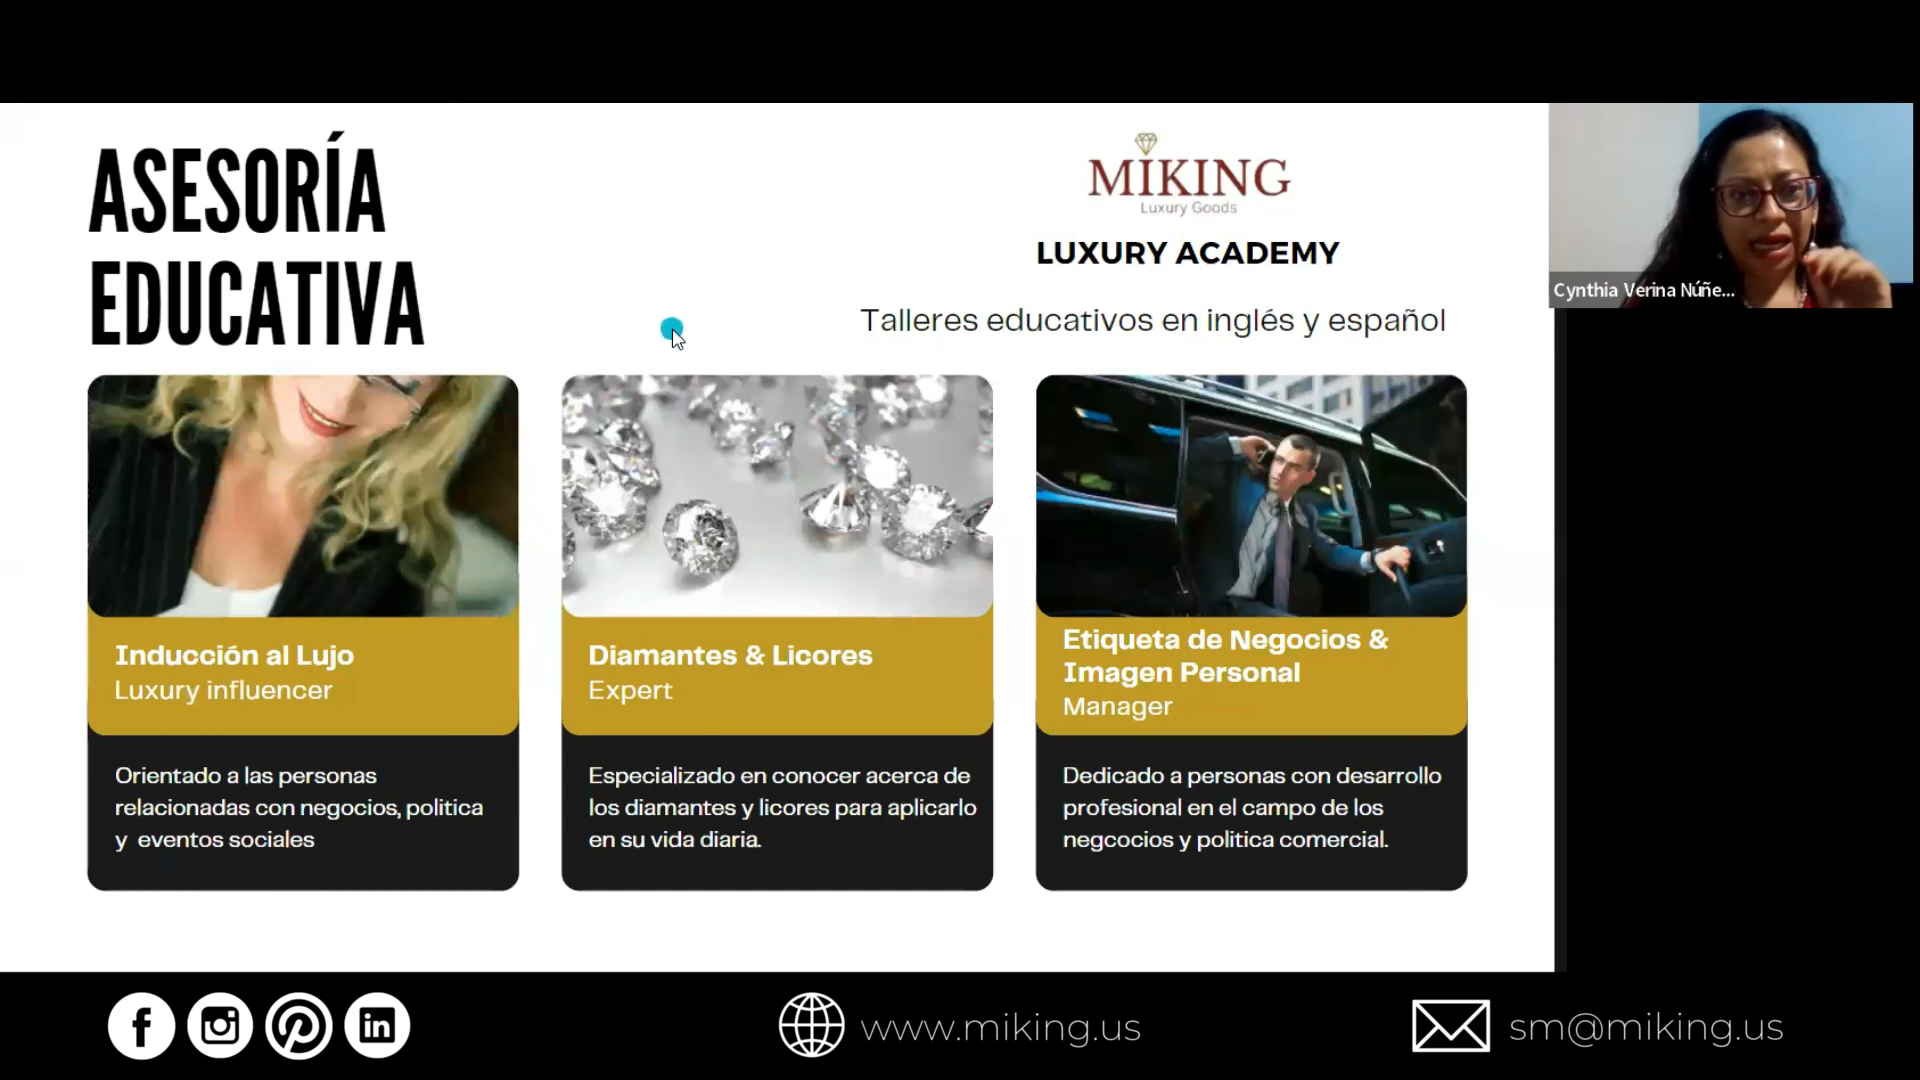 ASESORÍA
EDUCATIVA
MIKING
Luxury Goods
LUXURY ACADEMY
Talleres educativos en inglés y español
Cynthia Verina Núñe...
Inducción al Lujo
Luxury influencer
Orientado a las personas
relacionadas con negocios, politica
y eventos sociales
Diamantes & Licores
Expert
Especializado en conocer acerca de
los diamantes y licores para aplicarlo
en su vida diaria.
Etiqueta de Negocios &
Imagen Personal
Manager
Dedicado a personas con desarrollo
profesional en el campo de los
negcocios y politica comercial.
www.miking.us
sm@miking.us